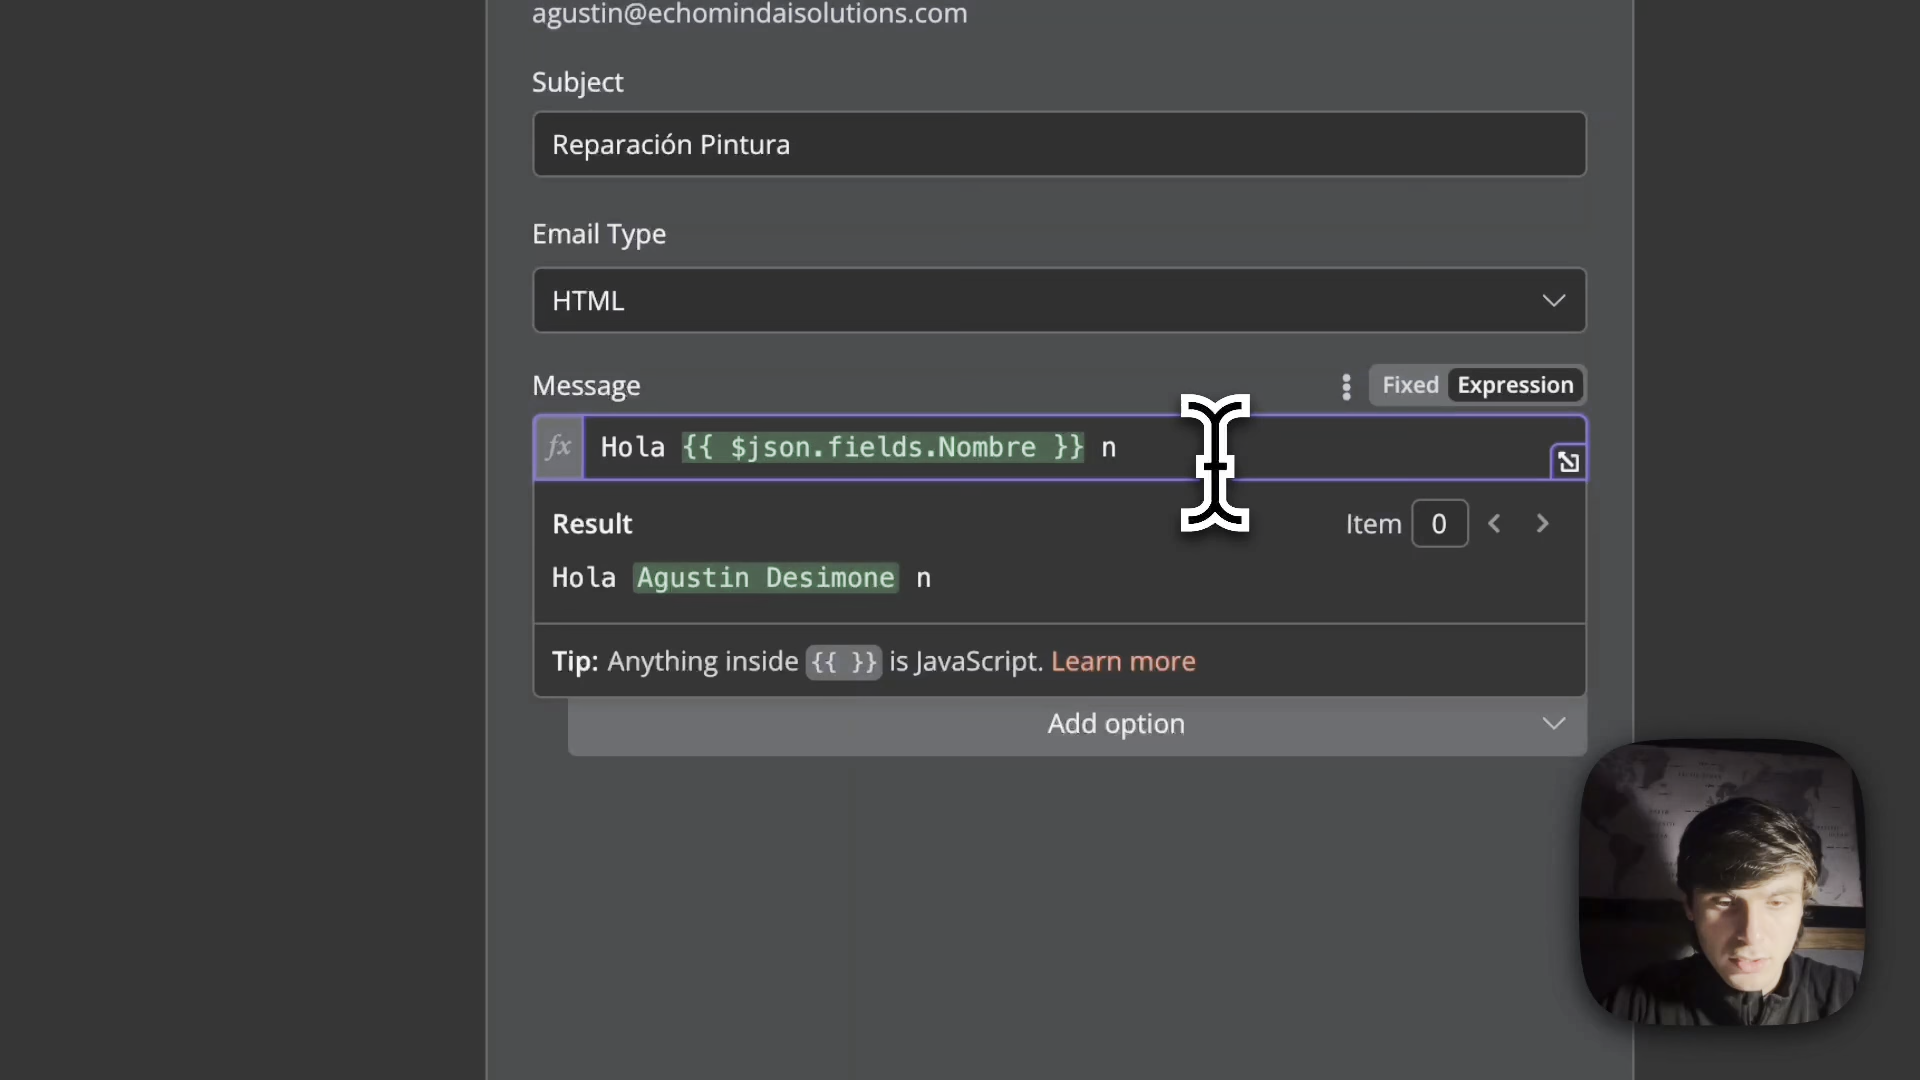 agustin@echomindaisolutions.com
Subject
Reparación Pintura
Email Type
HTML
Message
Fixed Expression
fx Hola {{ $json.fields.Nombre }} n
Result
Item 0
Hola Agustin Desimone n
Tip: Anything inside {{ }} is JavaScript. Learn more
Add option